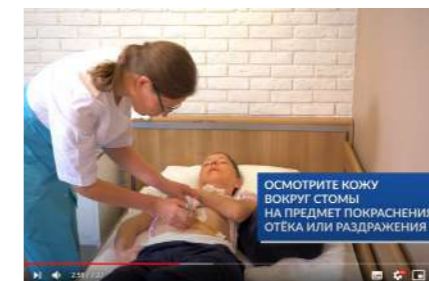 ОСМОТРИТЕ КОЖУ
ВОКРУГ СТОМЫ
НА ПРЕДМЕТ ПОКРАСНЕНИЯ
ОТЁКА ИЛИ РАЗДРАЖЕНИЯ